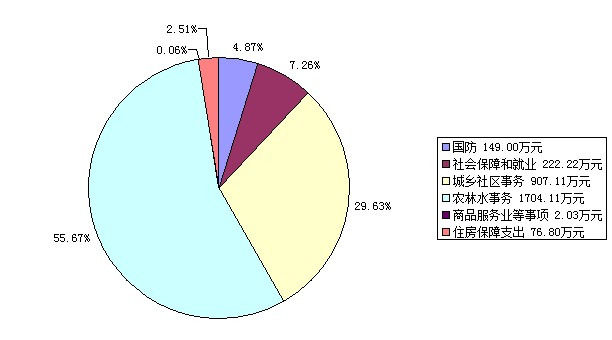 2.51%
0.06%
4.87%
7.26%
29.63%
55.67%
国防 149.00万元
社会保障和就业 222.22万元
城乡社区事务 907.11万元
农林水事务 1704.11万元
商品服务业等事项 2.03万元
住房保障支出 76.80万元